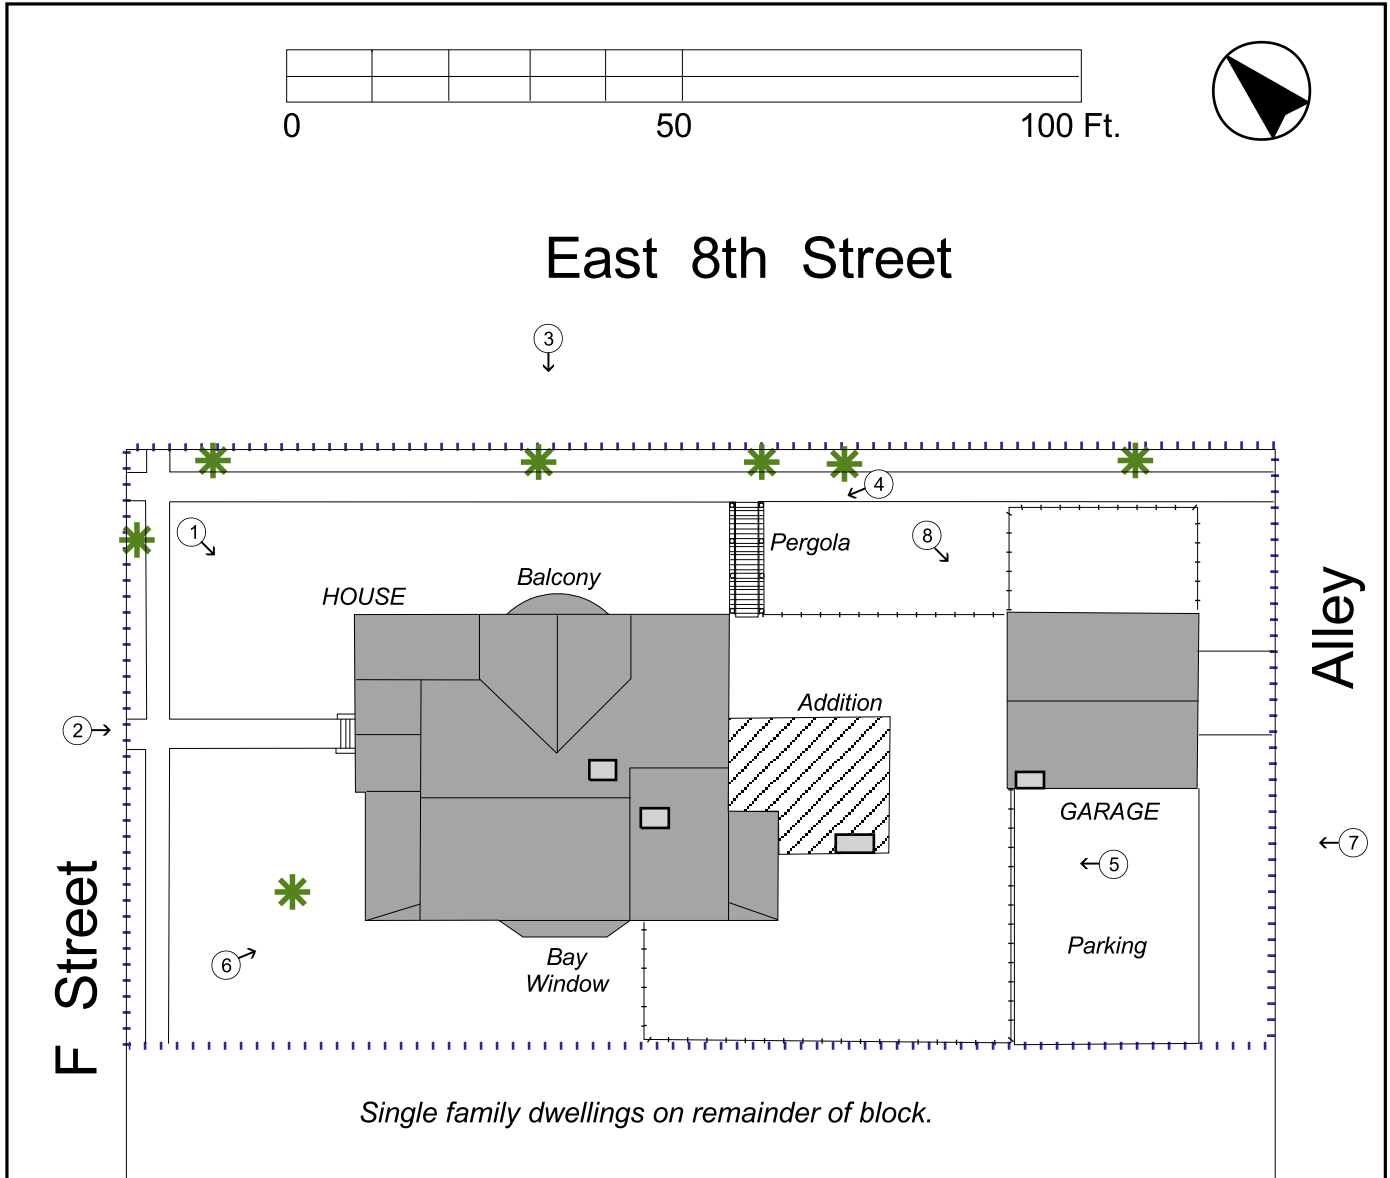 0 50 100 Ft.
East 8th Street
3
4
1
8
Pergola
Balcony
HOUSE
Alley
Addition
2
GARAGE
7
5
F Street
Parking
6
Bay
Window
Single family dwellings on remainder of block.